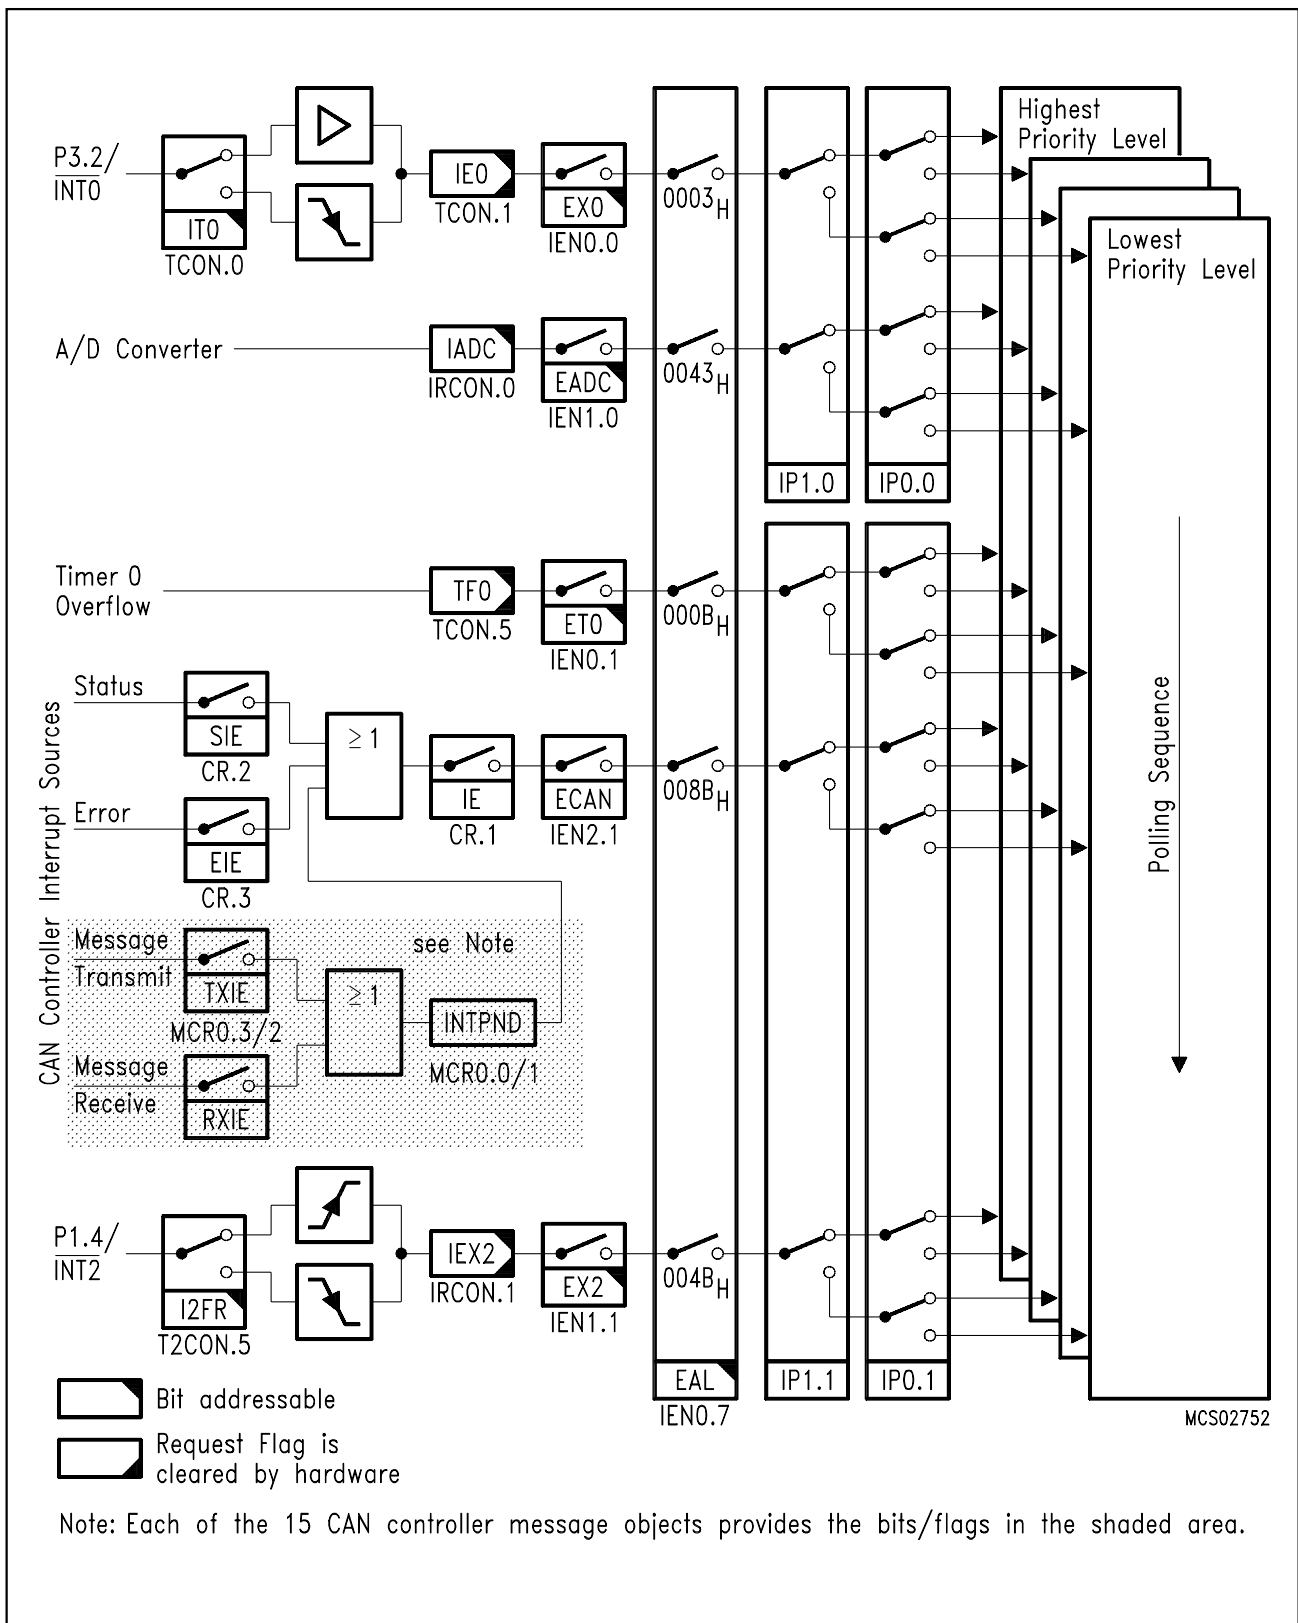 Highest
Priority Level
Lowest
Priority Level
P3.2/
INT0
IT0
TCON.0
IE0
TCON.1
EX0
IEN0.0
0003H
A/D Converter
IADC
IRCON.0
EADC
IEN1.0
0043H
IP1.0
IP0.0
Timer 0
Overflow
TF0
TCON.5
ET0
IEN0.1
000BH
CAN Controller Interrupt Sources
Status
SIE
CR.2
≥ 1
IE
CR.1
ECAN
IEN2.1
008BH
Error
EIE
CR.3
Message
Transmit
TXIE
MCR0.3/2
see Note
≥ 1
INTPND
MCR0.0/1
Message
Receive
RXIE
Polling Sequence
P1.4/
INT2
I2FR
T2CON.5
IEX2
IRCON.1
EX2
IEN1.1
004BH
EAL
IEN0.7
IP1.1
IP0.1
MCS02752
Bit addressable
Request Flag is
cleared by hardware
Note: Each of the 15 CAN controller message objects provides the bits/flags in the shaded area.